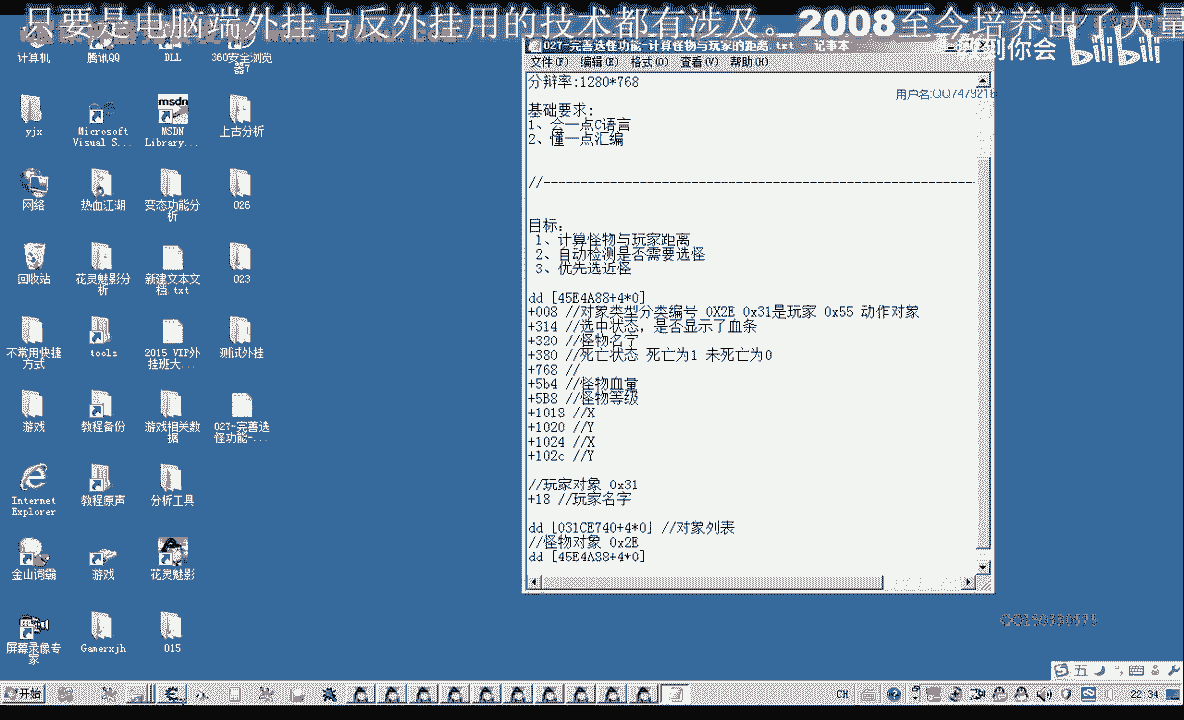 只要是电脑端外挂与反外挂用的技术都有涉及。_2008至今培养出了大量
到你会 bilibili
计算机
腾讯QQ
DLL
360安全浏览器7
027-完善选怪功能-计算怪物与玩家的距离.txt - 记事本
文件(F) 编辑(E) 格式(O) 查看(V) 帮助(H)
分辩率:1280*768
用户名:QQ7479216
基础要求:
1、会一点C语言
2、懂一点汇编
//----------------------------------------------------------
目标:
1、计算怪物与玩家距离
2、自动检测是否需要选怪
3、优先选近怪
dd [45E4A88+4*0]
+008 //对象类型分类编号 0X2E 0x31是玩家 0x55 动作对象
+314 //选中状态，是否显示了血条
+320 //怪物名字
+380 //死亡状态 死亡为1 未死亡为0
+768 //
+5b4 //怪物血量
+5B8 //怪物等级
+1018 //X
+1020 //Y
+1024 //X
+102c //Y
//玩家对象 0x31
+18 //玩家名字
dd [031CE740+4*0] //对象列表
//怪物对象 0x2E
dd [45E4A88+4*0]
yjx
Microsoft Visual S...
msdn
MSDN Library...
上古分析
网络
热血江湖
变态功能分析
026
回收站
花灵魅影分析
新建文本文档.txt
023
不常用快捷方式
tools
2015 VIP外挂班大...
测试外挂
游戏
教程备份
游戏相关数据
027-完善选怪功能-...
Internet Explorer
教程原声
分析工具
金山词霸
游戏
花灵魅影
屏幕录像专家
Gamerxjh
015
五
开始
CH
22:34